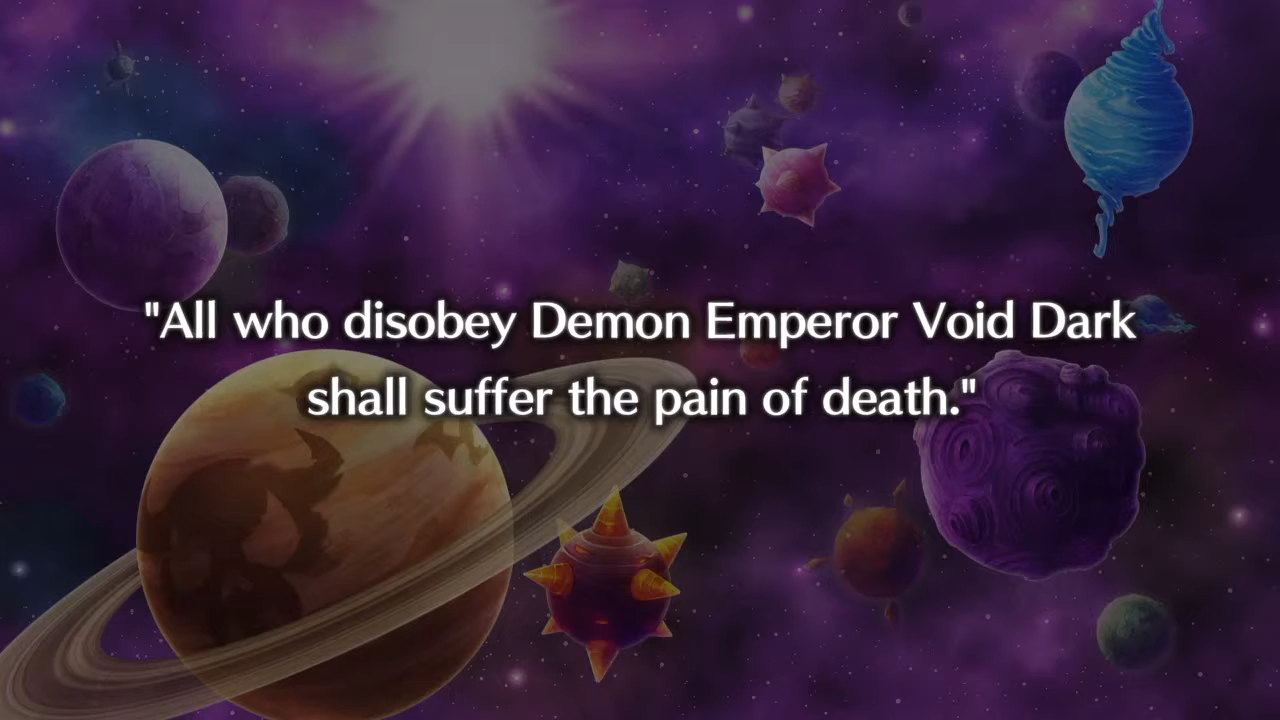 "All who disobey Demon Emperor Void Dark
shall suffer the pain of death."